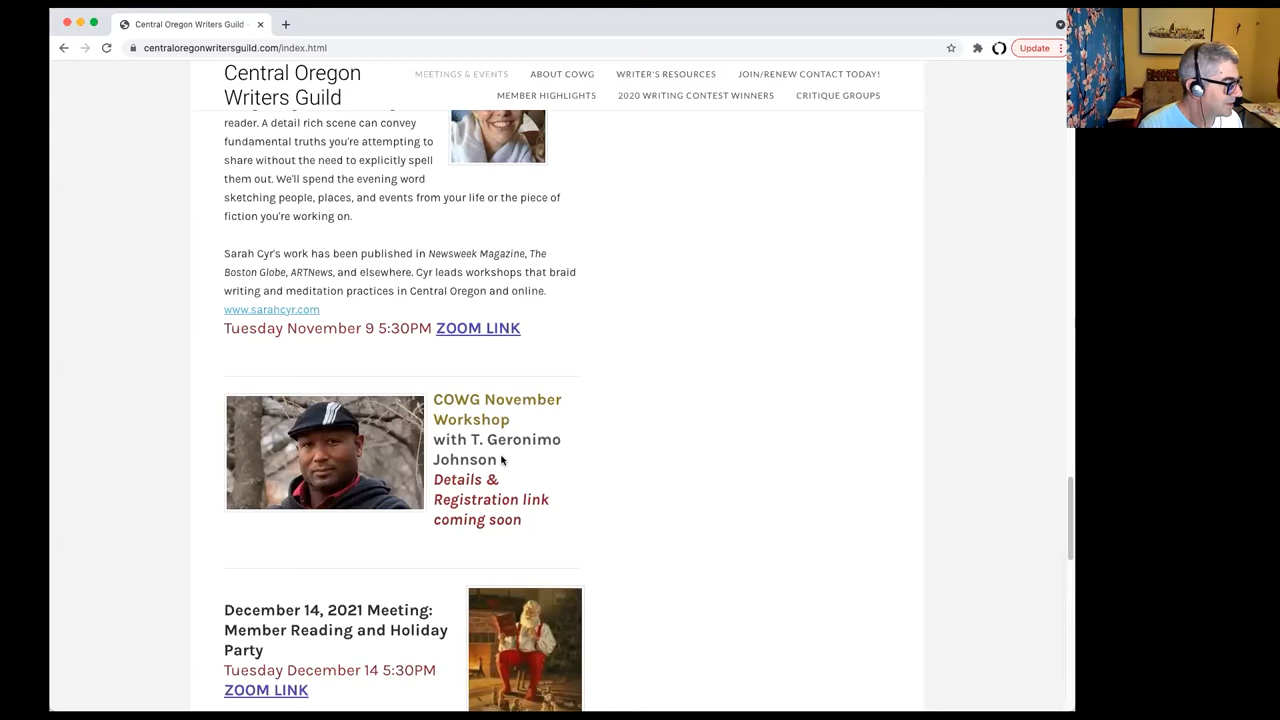 Central Oregon Writers Guild
Update
centraloregonwritersguild.com/index.html
Central Oregon
Writers Guild
MEETINGS & EVENTS
ABOUT COWG
WRITER'S RESOURCES
JOIN/RENEW CONTACT TODAY!
MEMBER HIGHLIGHTS
2020 WRITING CONTEST WINNERS
CRITIQUE GROUPS
reader. A detail rich scene can convey
fundamental truths you're attempting to
share without the need to explicitly spell
them out. We'll spend the evening word
sketching people, places, and events from your life or the piece of
fiction you're working on.
Sarah Cyr's work has been published in Newsweek Magazine, The
Boston Globe, ARTNews, and elsewhere. Cyr leads workshops that braid
writing and meditation practices in Central Oregon and online.
www.sarahcyr.com
Tuesday November 9 5:30PM ZOOM LINK
COWG November
Workshop
with T. Geronimo
Johnson
Details &
Registration link
coming soon
December 14, 2021 Meeting:
Member Reading and Holiday
Party
Tuesday December 14 5:30PM
ZOOM LINK